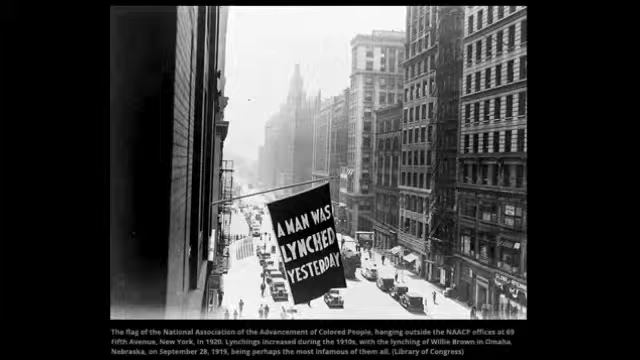 A MAN WAS
LYNCHED
YESTERDAY
The flag of the National Association of the Advancement of Colored People, hanging outside the NAACP offices at 69
Fifth Avenue, New York, in 1920. Lynchings increased during the 1910s, with the lynching of Willie Brown in Omaha,
Nebraska, on September 28, 1919, being perhaps the most infamous of them all. (Library of Congress)